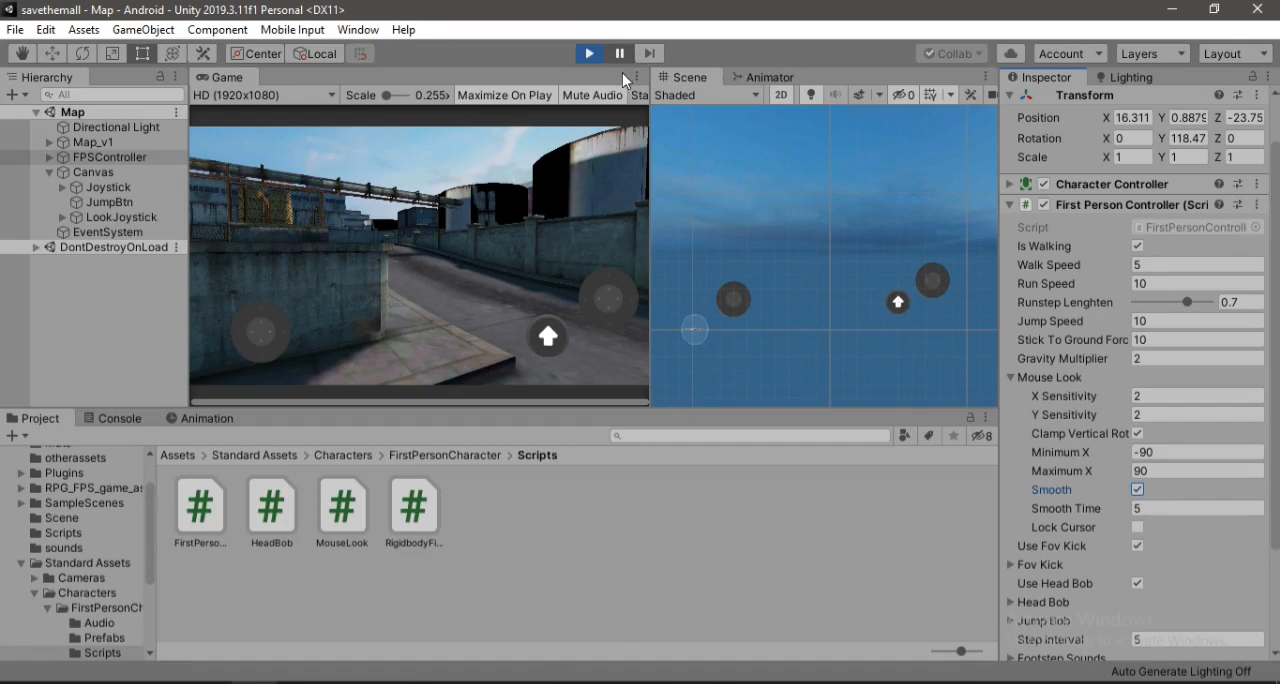 savethemall - Map - Android - Unity 2019.3.11f1 Personal <DX11>
File Edit Assets GameObject Component Mobile Input Window Help
Center Local Collab Account Layers Layout
Hierarchy
All
Map
Directional Light
Map_v1
FPSController
Canvas
Joystick
JumpBtn
LookJoystick
EventSystem
DontDestroyOnLoad
Game
HD (1920x1080) Scale 0.255x Maximize On Play Mute Audio Sta
Scene Animator
Shaded 2D 0
Inspector Lighting
Transform
Position X 16.311 Y 0.8879 Z -23.75
Rotation X 0 Y 118.47 Z 0
Scale X 1 Y 1 Z 1
Character Controller
First Person Controller (Scri
Script FirstPersonControll
Is Walking
Walk Speed 5
Run Speed 10
Runstep Lenghten 0.7
Jump Speed 10
Stick To Ground Forc 10
Gravity Multiplier 2
Mouse Look
X Sensitivity 2
Y Sensitivity 2
Clamp Vertical Rot
Minimum X -90
Maximum X 90
Smooth
Smooth Time 5
Lock Cursor
Use Fov Kick
Fov Kick
Use Head Bob
Head Bob
Jump Bob
Step Interval 5
Footstep Sounds
Project Console Animation
8
otherassets
Plugins
RPG_FPS_game_as
SampleScenes
Scene
Scripts
sounds
Standard Assets
Cameras
Characters
FirstPersonCh
Audio
Prefabs
Scripts
Assets > Standard Assets > Characters > FirstPersonCharacter > Scripts
FirstPerso...
HeadBob
MouseLook
RigidbodyFi...
Auto Generate Lighting Off